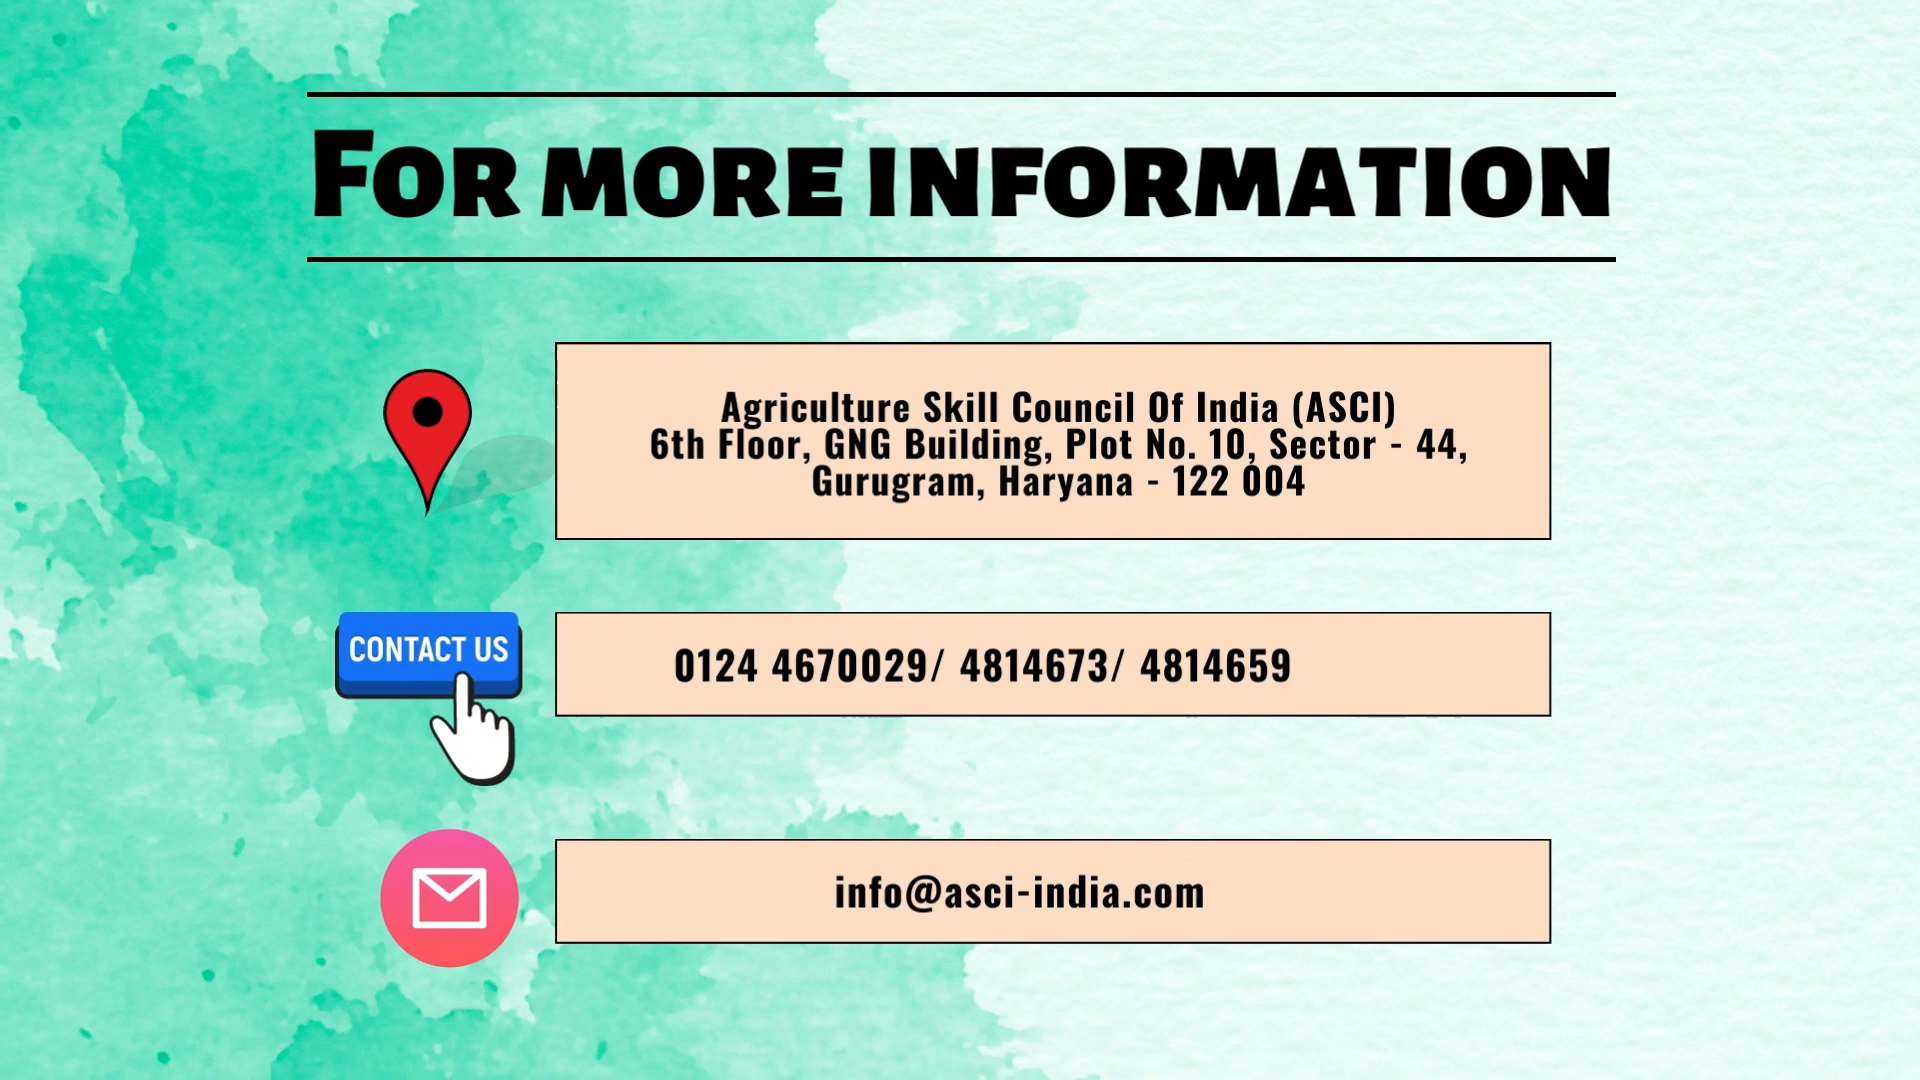 For more information
Agriculture Skill Council Of India (ASCI)
6th Floor, GNG Building, Plot No. 10, Sector - 44,
Gurugram, Haryana - 122 004
CONTACT US
0124 4670029/ 4814673/ 4814659
info@asci-india.com